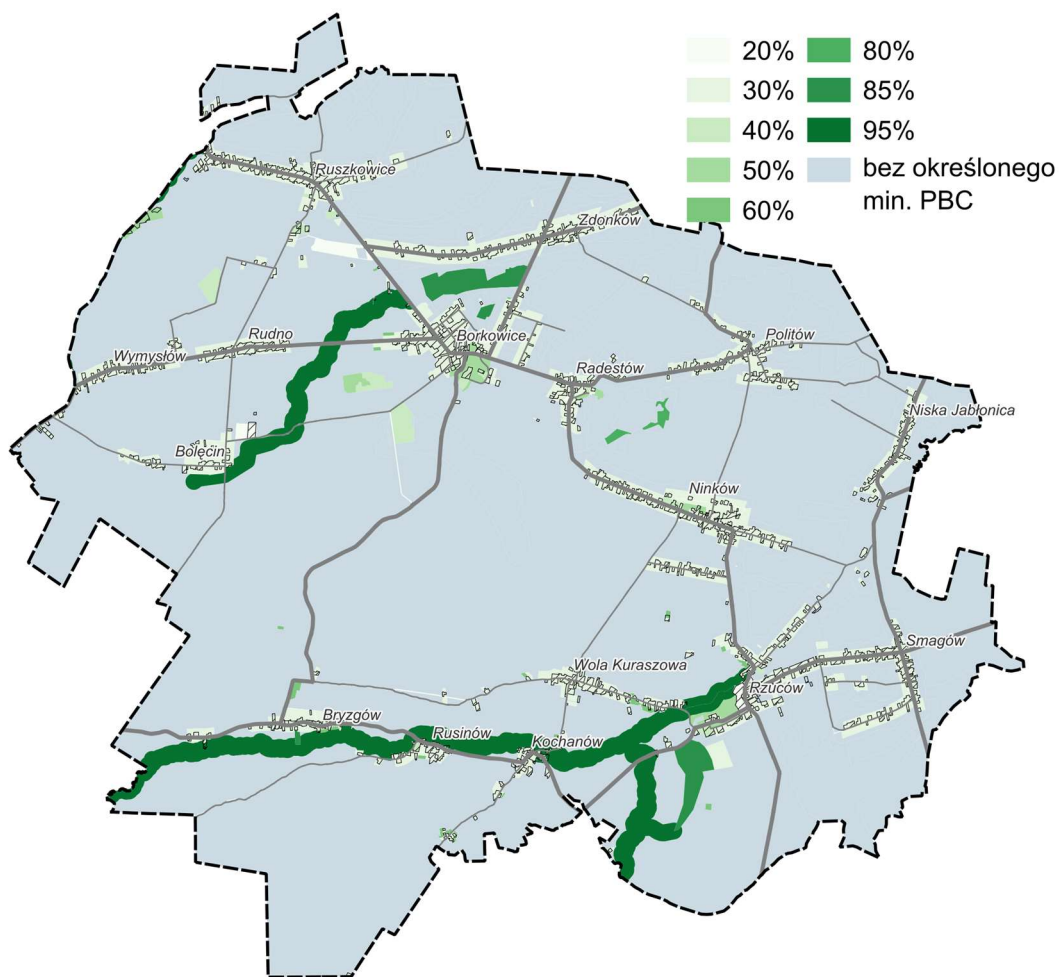 20%
30%
40%
50%
60%
80%
85%
95%
bez określonego
min. PBC
Ruszkowice
Zdonków
Borkowice
Rudno
Wymysłów
Politów
Radestów
Niska Jabłonica
Bolęcin
Ninków
Smagów
Wola Kuraszowa
Rzuców
Bryzgów
Rusinów
Kochanów